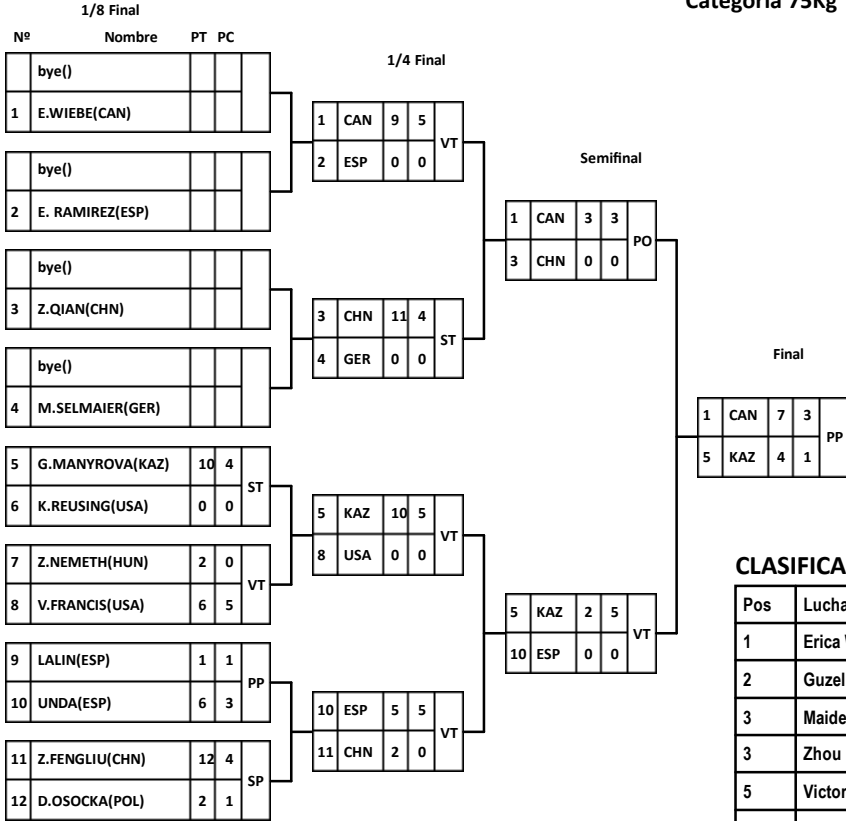 Categoría 75Kg
1/8 Final
Nº Nombre PT PC
bye()
1 E.WIEBE(CAN)
bye()
2 E. RAMIREZ(ESP)
bye()
3 Z.QIAN(CHN)
bye()
4 M.SELMAIER(GER)
5 G.MANYROVA(KAZ) 10 4
ST
6 K.REUSING(USA) 0 0
7 Z.NEMETH(HUN) 2 0
VT
8 V.FRANCIS(USA) 6 5
9 LALIN(ESP) 1 1
PP
10 UNDA(ESP) 6 3
11 Z.FENGLIU(CHN) 12 4
SP
12 D.OSOCKA(POL) 2 1
1/4 Final
1 CAN 9 5
VT
2 ESP 0 0
3 CHN 11 4
ST
4 GER 0 0
5 KAZ 10 5
VT
8 USA 0 0
10 ESP 5 5
VT
11 CHN 2 0
Semifinal
1 CAN 3 3
PO
3 CHN 0 0
5 KAZ 2 5
VT
10 ESP 0 0
Final
1 CAN 7 3
PP
5 KAZ 4 1
CLASIFICA
Pos Lucha
1 Erica
2 Guzel
3 Maide
3 Zhou
5 Victor